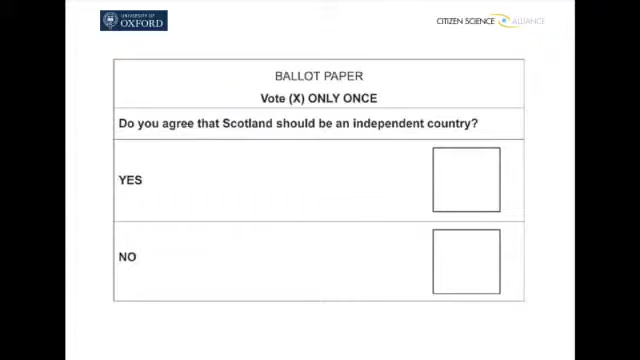 UNIVERSITY OF
OXFORD
CITIZEN SCIENCE ALLIANCE
BALLOT PAPER
Vote (X) ONLY ONCE
Do you agree that Scotland should be an independent country?
YES
NO